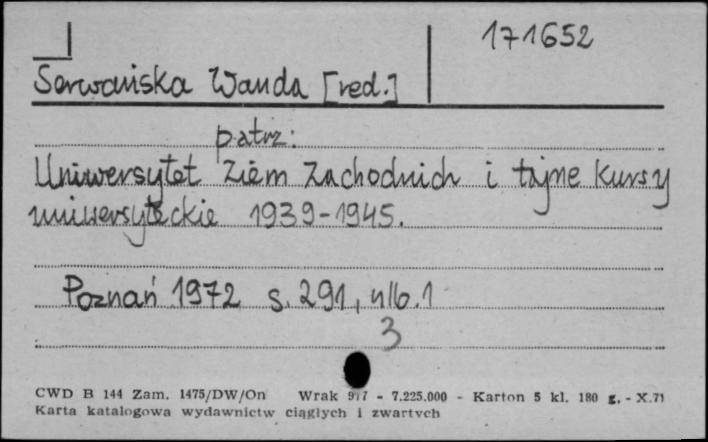 171652
Serwańska Wanda [red.]
patrz:
Uniwersytet Ziem Zachodnich i tajne kursy
uniwersyteckie 1939-1945.
Poznań 1972 s. 291, nlb. 1
3
CWD B 144 Zam. 1475/DW/On Wrak 977 - 7.225.000 - Karton 5 kl. 180 g. - X.71
Karta katalogowa wydawnictw ciągłych i zwartych